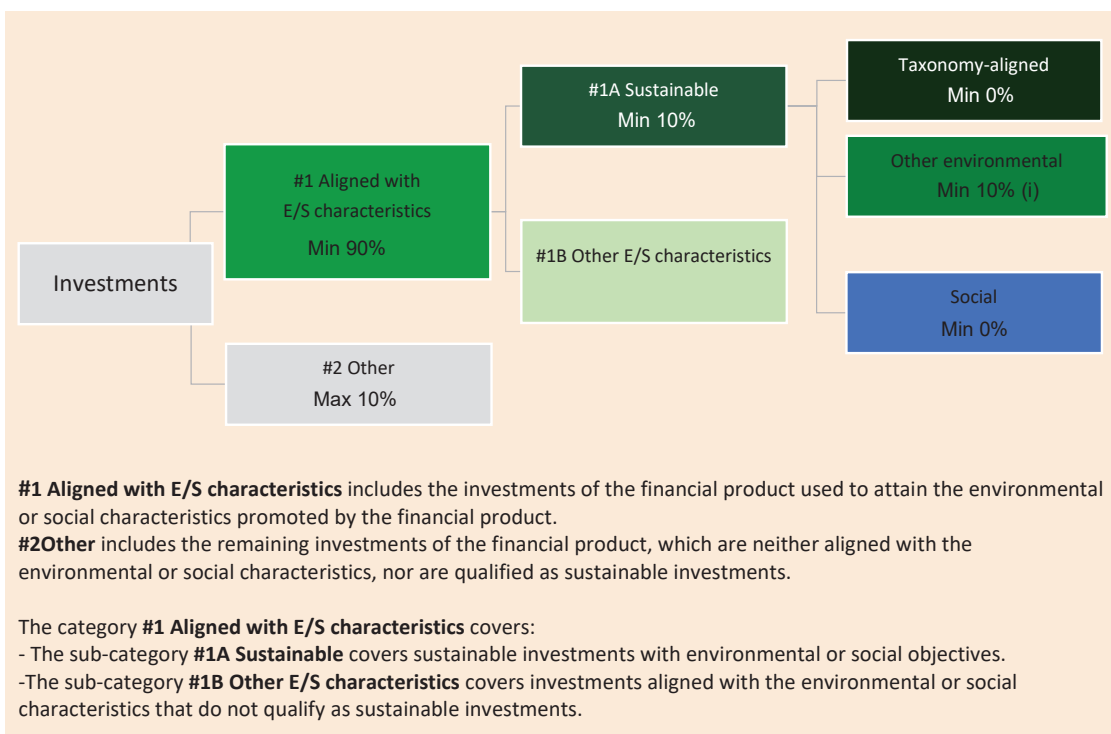 Investments
#1 Aligned with
E/S characteristics
Min 90%
#2 Other
Max 10%
#1A Sustainable
Min 10%
#1B Other E/S characteristics
Taxonomy-aligned
Min 0%
Other environmental
Min 10% (i)
Social
Min 0%
#1 Aligned with E/S characteristics includes the investments of the financial product used to attain the environmental
or social characteristics promoted by the financial product.
#2Other includes the remaining investments of the financial product, which are neither aligned with the
environmental or social characteristics, nor are qualified as sustainable investments.
The category #1 Aligned with E/S characteristics covers:
- The sub-category #1A Sustainable covers sustainable investments with environmental or social objectives.
-The sub-category #1B Other E/S characteristics covers investments aligned with the environmental or social
characteristics that do not qualify as sustainable investments.